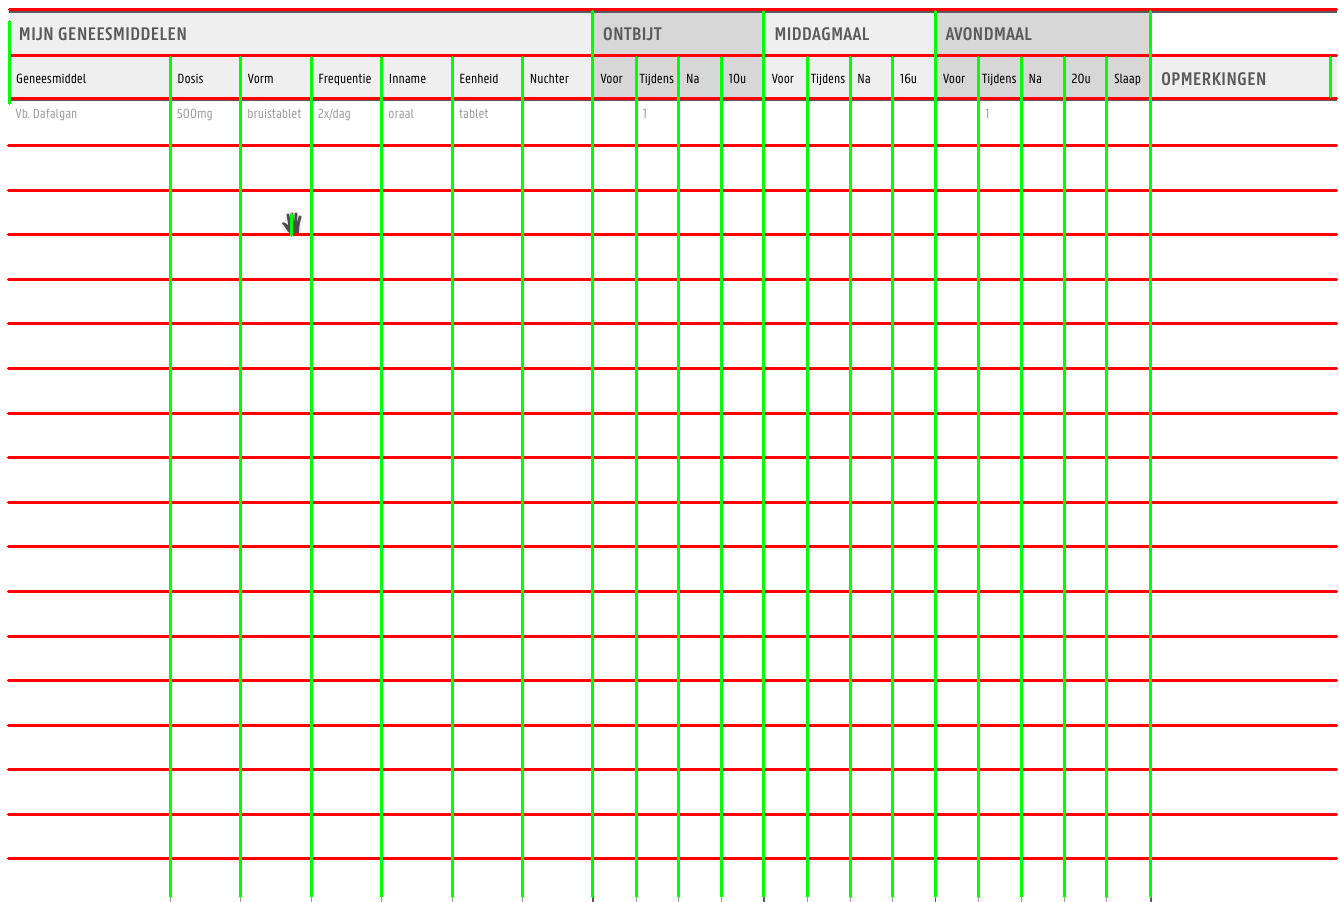 MIJN GENEESMIDDELEN ONTBIJT MIDDAGMAAL AVONDMAAL
Geneesmiddel Dosis Vorm Frequentie Inname Eenheid Nuchter Voor Tijdens Na 10u Voor Tijdens Na 16u Voor Tijdens Na 20u Slaap OPMERKINGEN
Vb. Dafalgan 500mg bruistablet 2x/dag oraal tablet 1 1